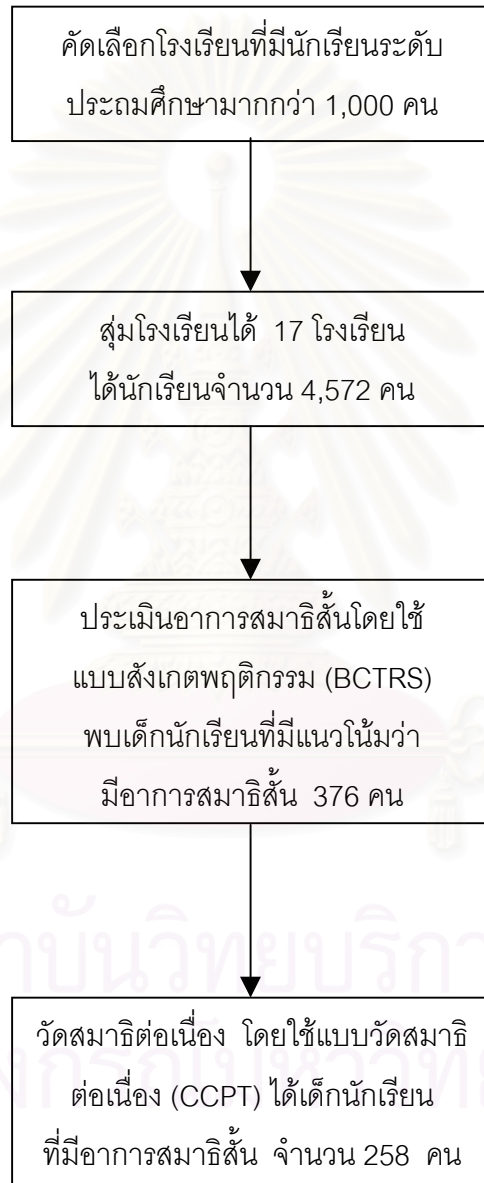 คัดเลือกโรงเรียนที่มีนักเรียนระดับ
ประถมศึกษามากกว่า 1,000 คน
สุ่มโรงเรียนได้ 17 โรงเรียน
ได้นักเรียนจำนวน 4,572 คน
ประเมินอาการสมาธิสั้นโดยใช้
แบบสังเกตพฤติกรรม (BCTRS)
พบเด็กนักเรียนที่มีแนวโน้มว่า
มีอาการสมาธิสั้น 376 คน
วัดสมาธิต่อเนื่อง โดยใช้แบบวัดสมาธิ
ต่อเนื่อง (CCPT) ได้เด็กนักเรียน
ที่มีอาการสมาธิสั้น จำนวน 258 คน